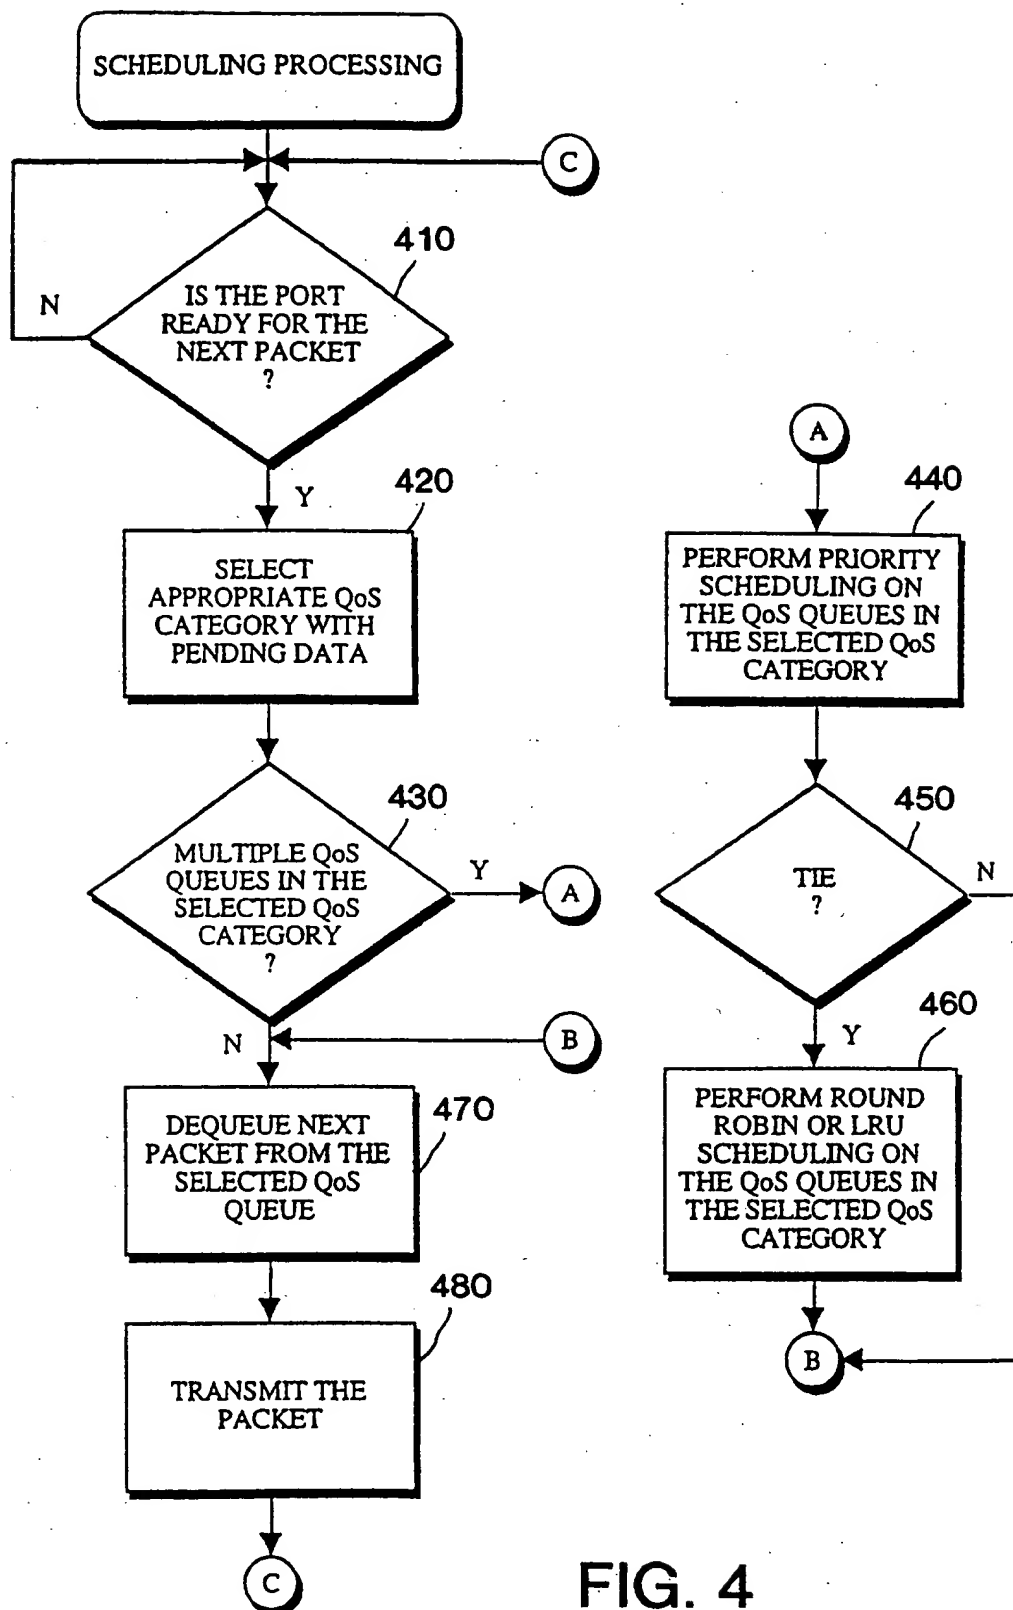 SCHEDULING PROCESSING
C
410
IS THE PORT
READY FOR THE
NEXT PACKET
?
N
Y
420
SELECT
APPROPRIATE QoS
CATEGORY WITH
PENDING DATA
430
MULTIPLE QoS
QUEUES IN THE
SELECTED QoS
CATEGORY
?
Y
A
N
B
470
DEQUEUE NEXT
PACKET FROM THE
SELECTED QoS
QUEUE
480
TRANSMIT THE
PACKET
C
A
440
PERFORM PRIORITY
SCHEDULING ON
THE QoS QUEUES IN
THE SELECTED QoS
CATEGORY
450
TIE
?
N
Y
460
PERFORM ROUND
ROBIN OR LRU
SCHEDULING ON
THE QoS QUEUES IN
THE SELECTED QoS
CATEGORY
B
FIG. 4